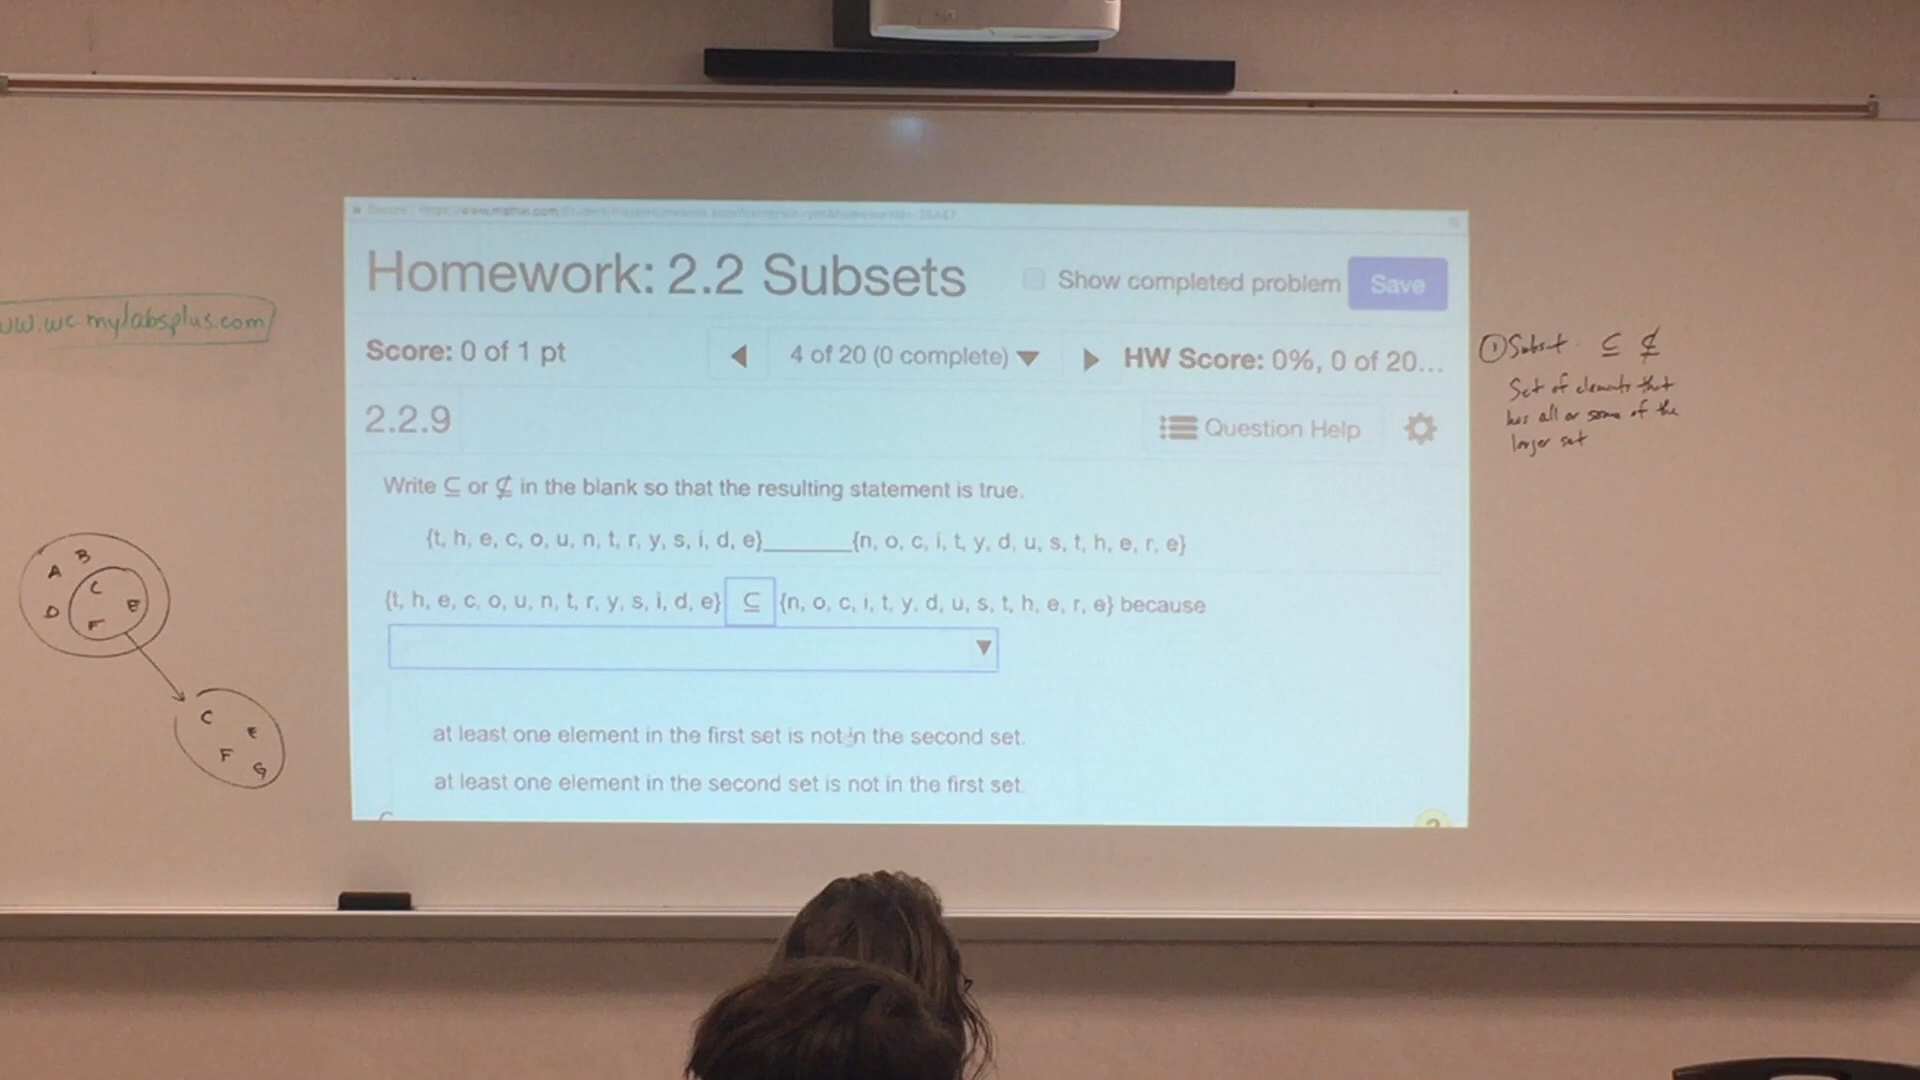 Homework: 2.2 Subsets
Show completed problem
Save
Score: 0 of 1 pt
4 of 20 (0 complete)
HW Score: 0%, 0 of 20...
2.2.9
Question Help
Write ⊆ or ⊈ in the blank so that the resulting statement is true.
{t, h, e, c, o, u, n, t, r, y, s, i, d, e}_______{n, o, c, i, t, y, d, u, s, t, h, e, r, e}
{t, h, e, c, o, u, n, t, r, y, s, i, d, e} ⊆ {n, o, c, i, t, y, d, u, s, t, h, e, r, e} because
at least one element in the first set is not in the second set.
at least one element in the second set is not in the first set.
?
ww.wc.mylabsplus.com/
A B
C
D E
F
C E
F G
① Subset ⊆ ⊈
Set of elements that
has all or some of the
larger set